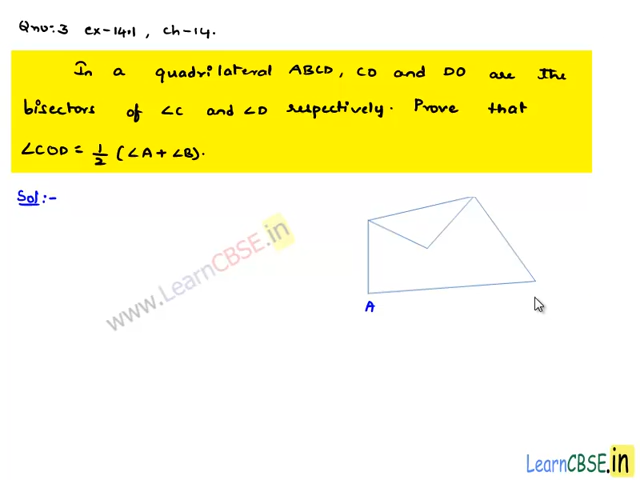 Qno:3 ex-14.1, ch-14.
In a quadrilateral ABCD, CO and DO are the
bisectors of ∠C and ∠D respectively. Prove that
∠COD = 1/2 (∠A + ∠B).
Sol:-
www.LearnCBSE.in
A
LearnCBSE.in